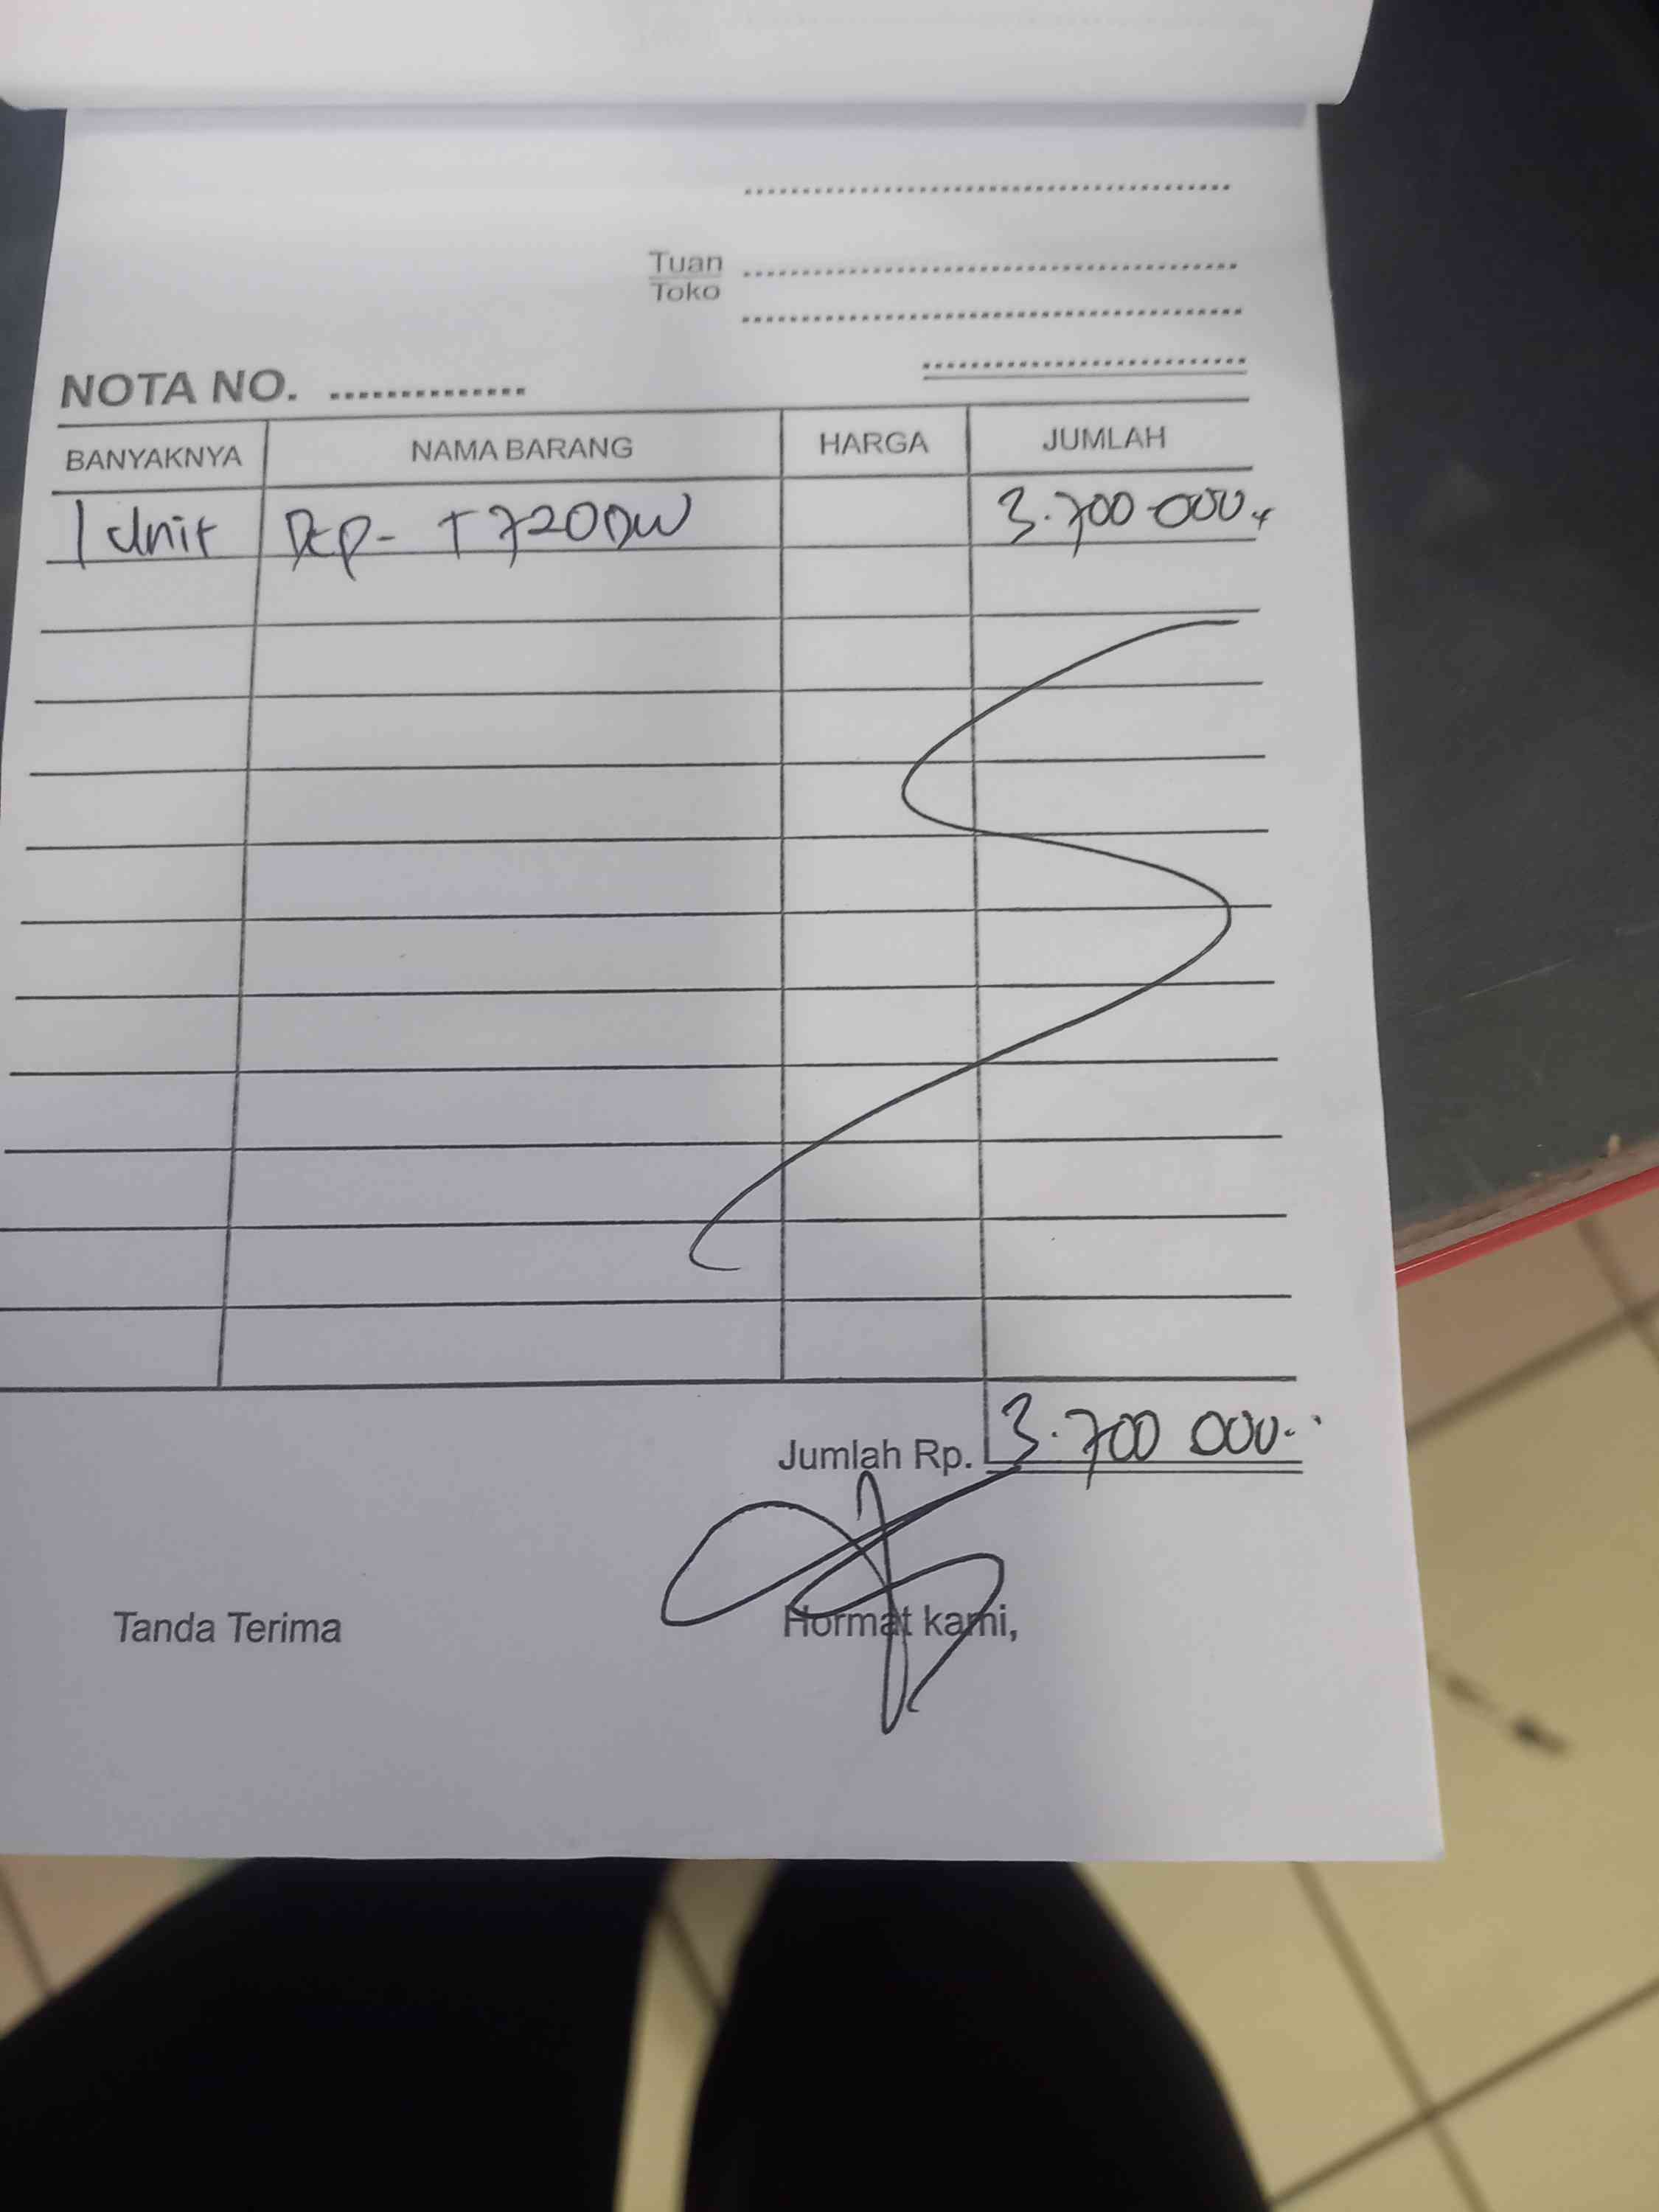 Tuan
Toko
NOTA NO.
BANYAKNYA NAMA BARANG HARGA JUMLAH
1 Unit DCP- T720DW 3.700.000,-
Jumlah Rp. 3.700 000.-
Tanda Terima Hormat kami,